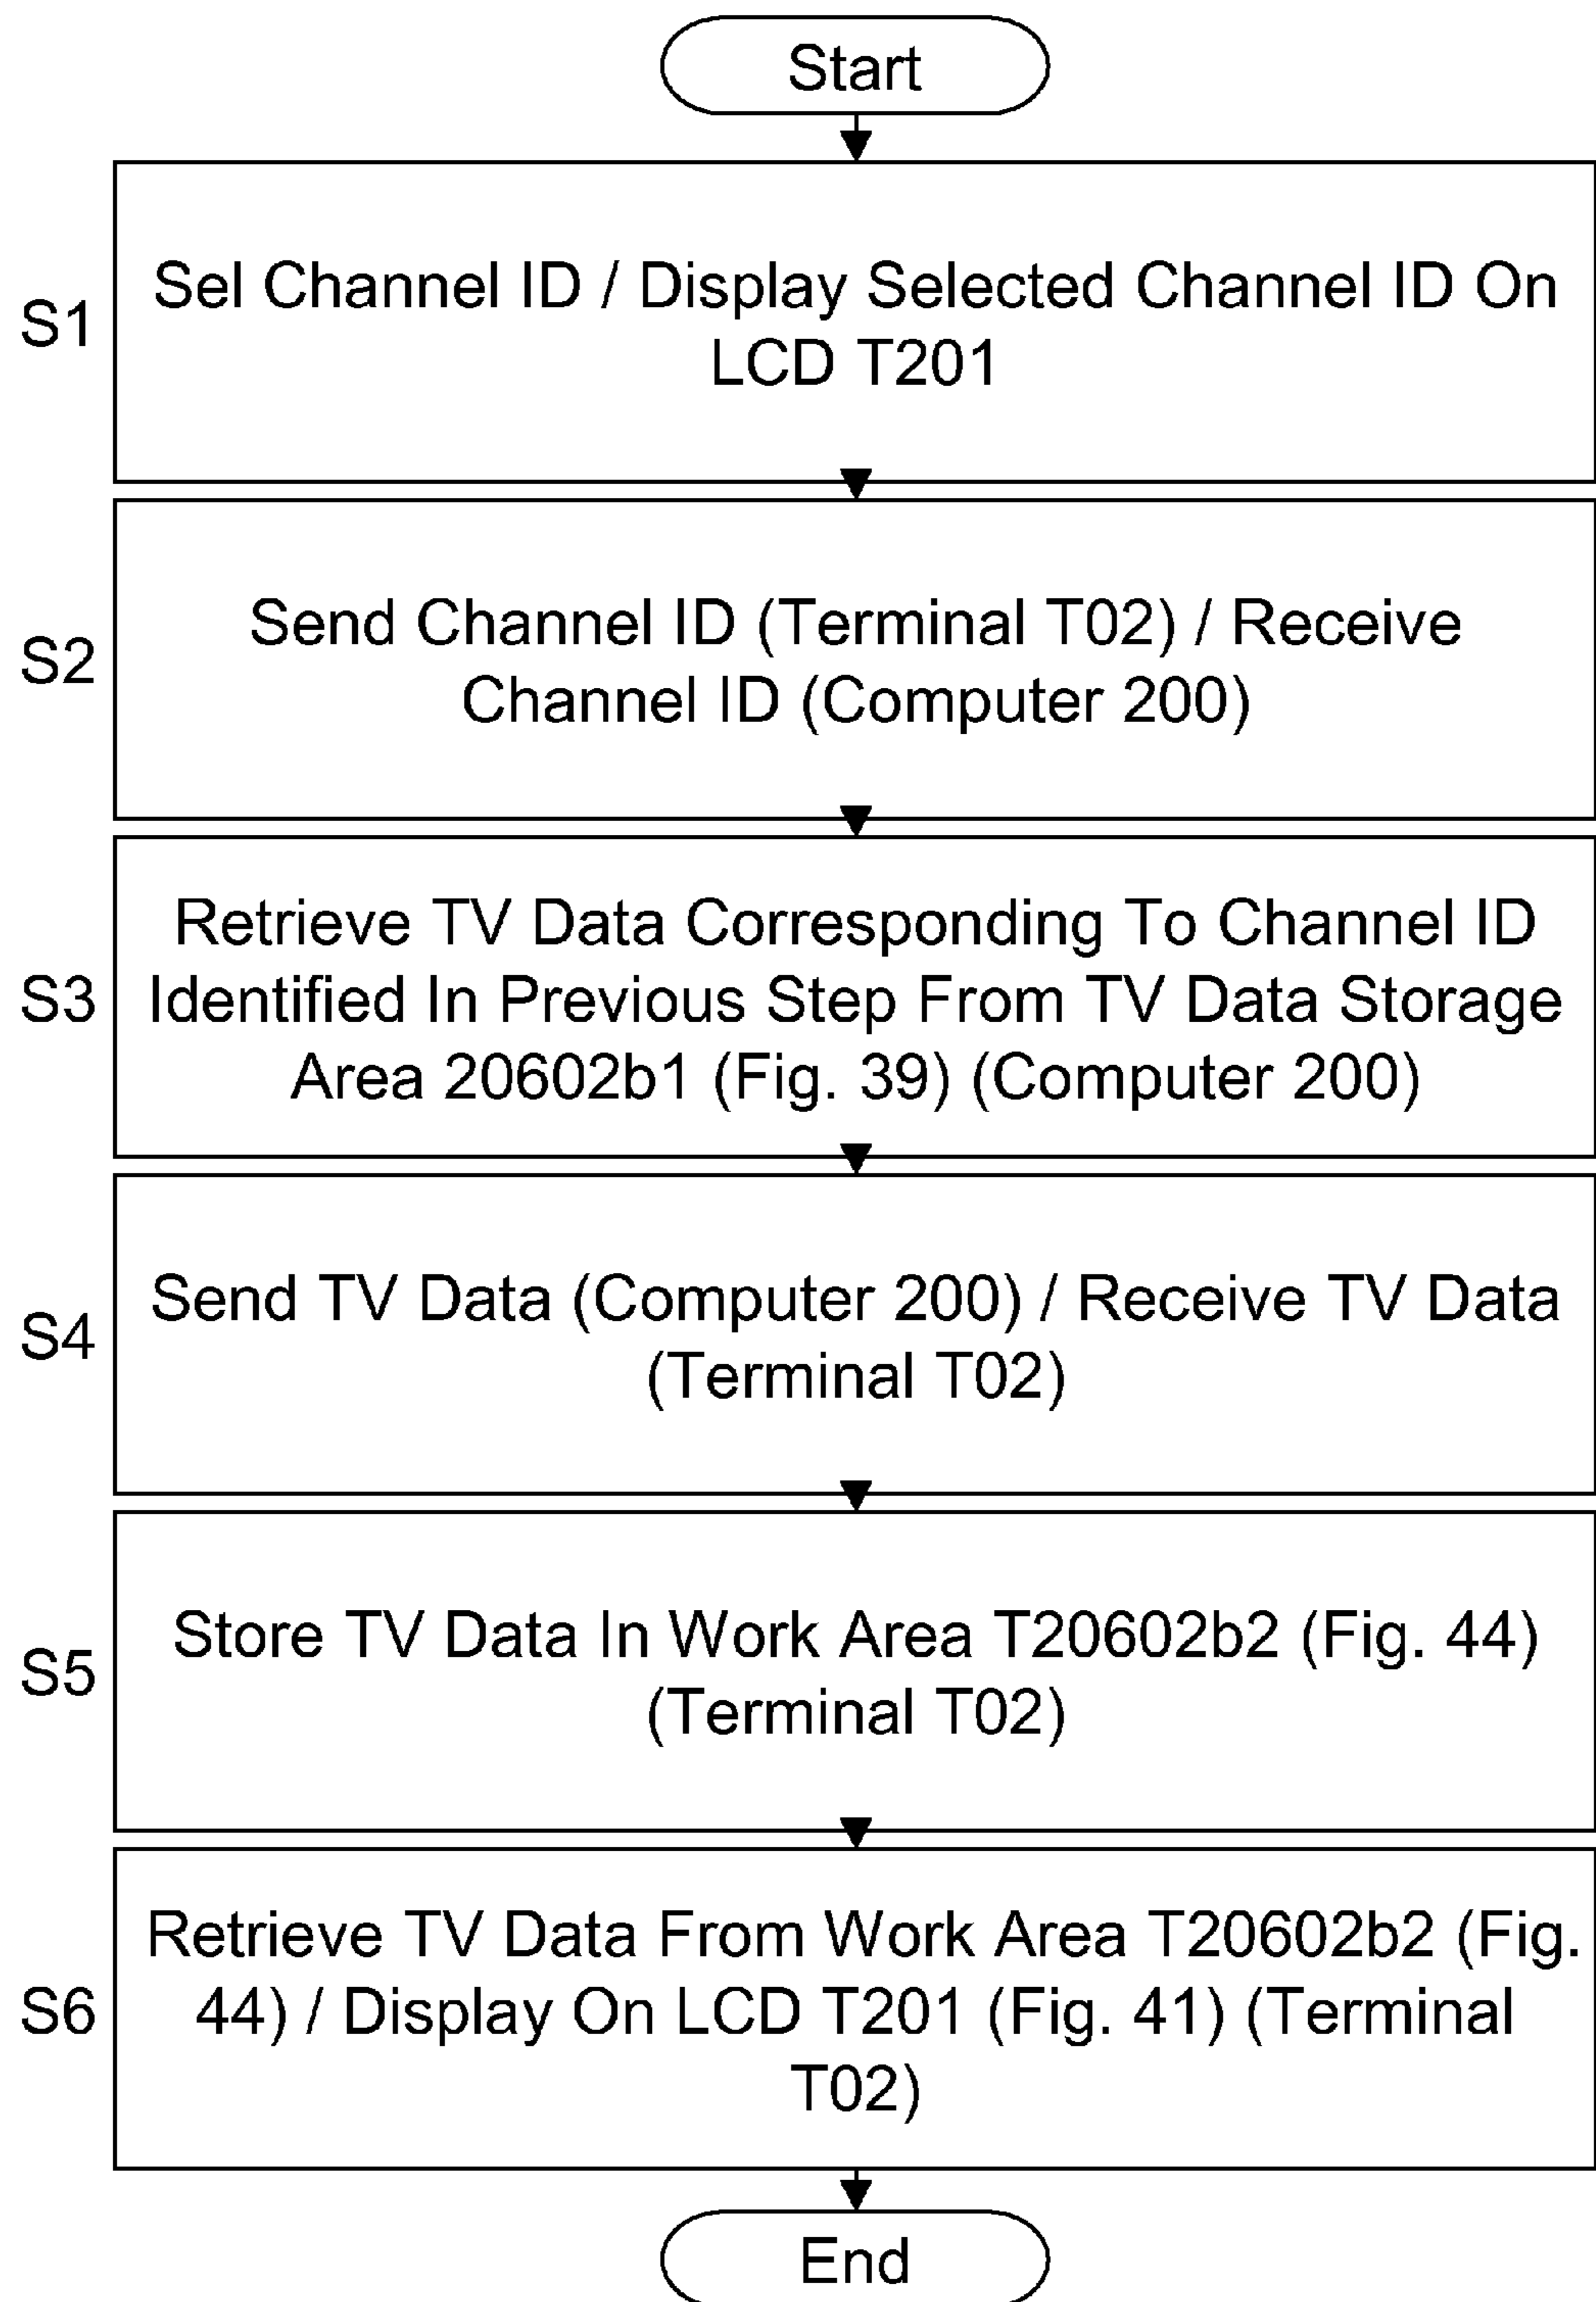 Start
S1
Sel Channel ID / Display Selected Channel ID On
LCD T201
S2
Send Channel ID (Terminal T02) / Receive
Channel ID (Computer 200)
S3
Retrieve TV Data Corresponding To Channel ID
Identified In Previous Step From TV Data Storage
Area 20602b1 (Fig. 39) (Computer 200)
S4
Send TV Data (Computer 200) / Receive TV Data
(Terminal T02)
S5
Store TV Data In Work Area T20602b2 (Fig. 44)
(Terminal T02)
S6
Retrieve TV Data From Work Area T20602b2 (Fig.
44) / Display On LCD T201 (Fig. 41) (Terminal
T02)
End